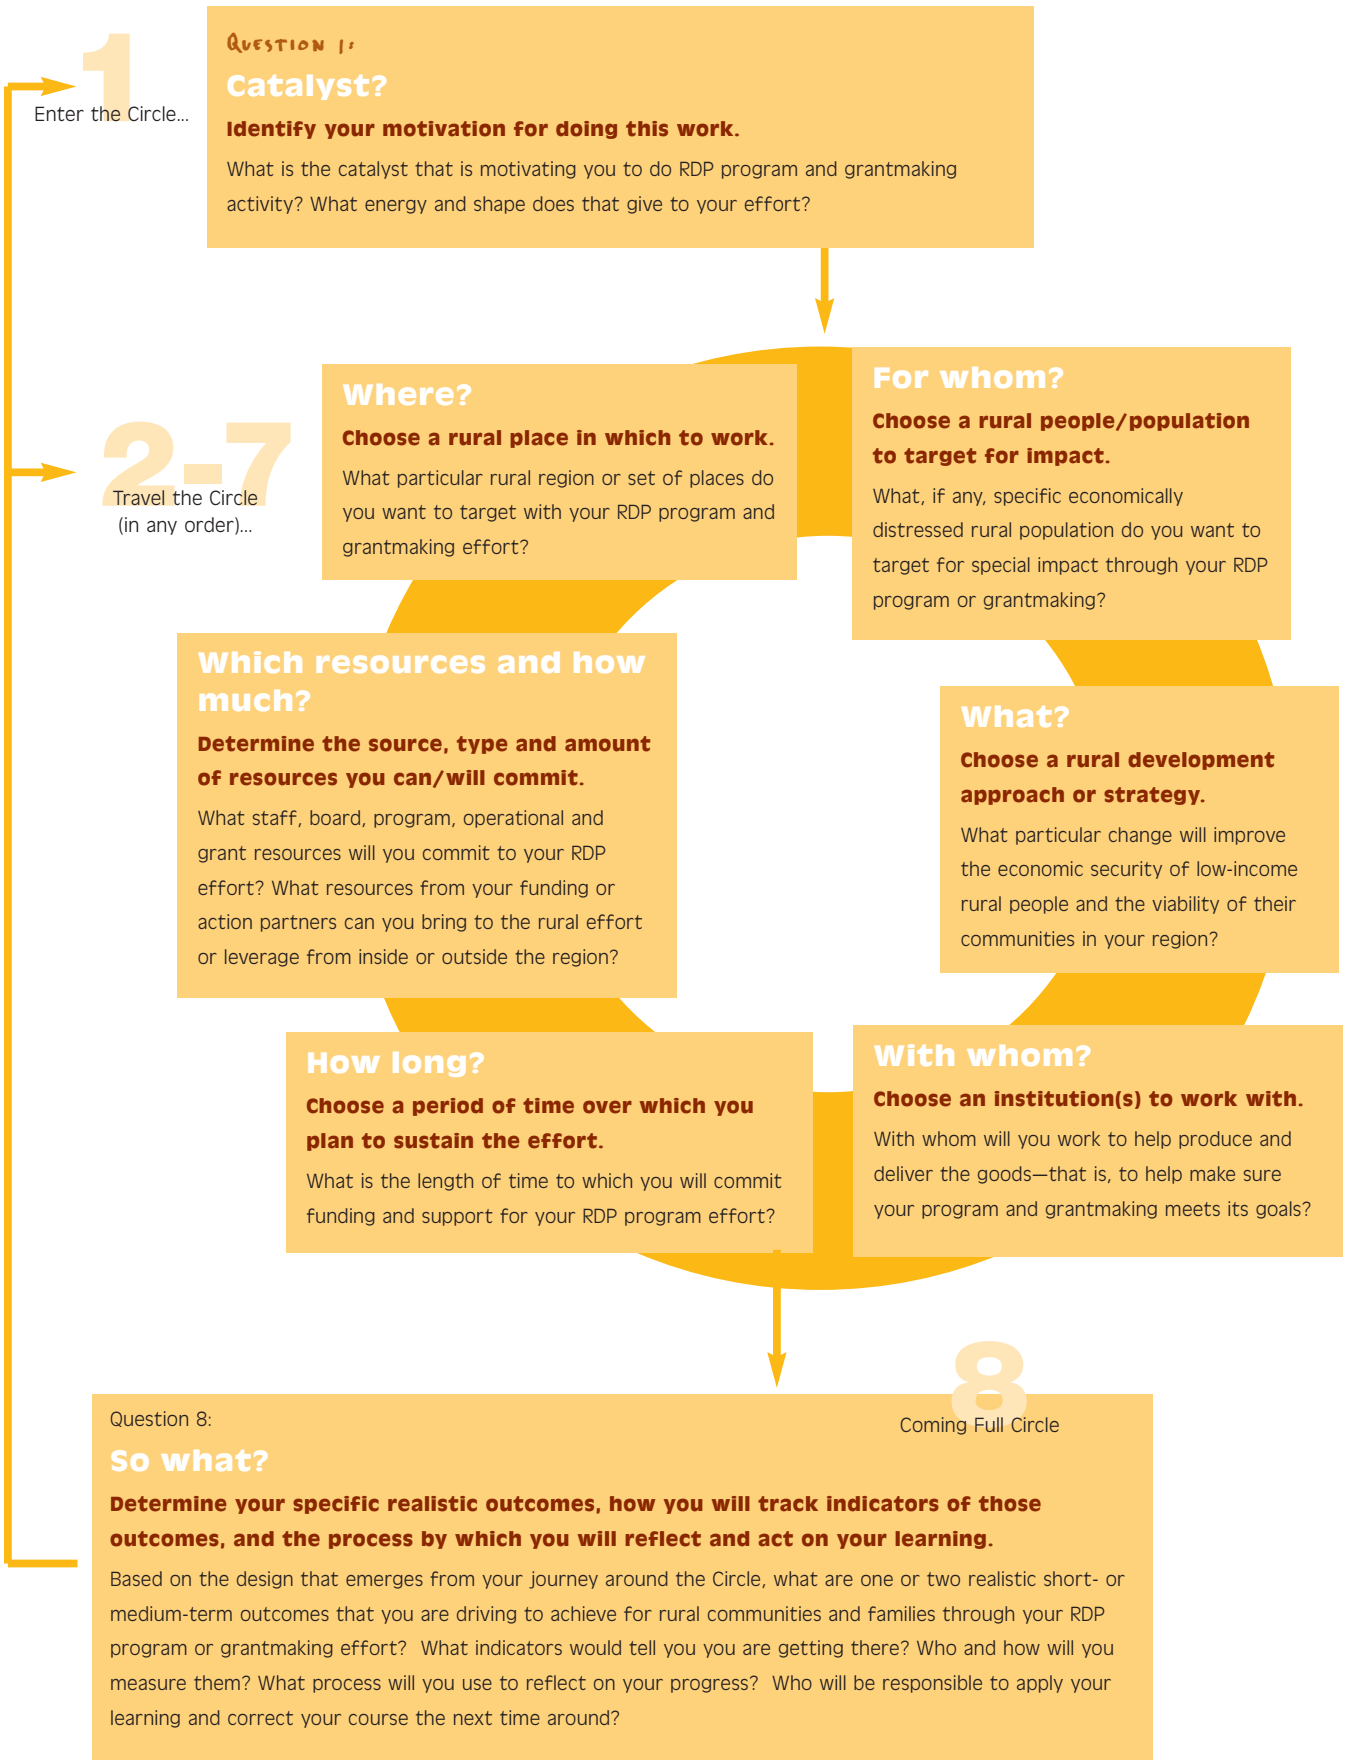 1
Enter the Circle...
QUESTION 1:
Catalyst?
Identify your motivation for doing this work.
What is the catalyst that is motivating you to do RDP program and grantmaking
activity? What energy and shape does that give to your effort?
2-7
Travel the Circle
(in any order)...
Where?
Choose a rural place in which to work.
What particular rural region or set of places do
you want to target with your RDP program and
grantmaking effort?
For whom?
Choose a rural people/population
to target for impact.
What, if any, specific economically
distressed rural population do you want to
target for special impact through your RDP
program or grantmaking?
Which resources and how
much?
Determine the source, type and amount
of resources you can/will commit.
What staff, board, program, operational and
grant resources will you commit to your RDP
effort? What resources from your funding or
action partners can you bring to the rural effort
or leverage from inside or outside the region?
What?
Choose a rural development
approach or strategy.
What particular change will improve
the economic security of low-income
rural people and the viability of their
communities in your region?
How long?
Choose a period of time over which you
plan to sustain the effort.
What is the length of time to which you will commit
funding and support for your RDP program effort?
With whom?
Choose an institution(s) to work with.
With whom will you work to help produce and
deliver the goods—that is, to help make sure
your program and grantmaking meets its goals?
8
Coming Full Circle
Question 8:
So what?
Determine your specific realistic outcomes, how you will track indicators of those
outcomes, and the process by which you will reflect and act on your learning.
Based on the design that emerges from your journey around the Circle, what are one or two realistic short- or
medium-term outcomes that you are driving to achieve for rural communities and families through your RDP
program or grantmaking effort? What indicators would tell you you are getting there? Who and how will you
measure them? What process will you use to reflect on your progress? Who will be responsible to apply your
learning and correct your course the next time around?